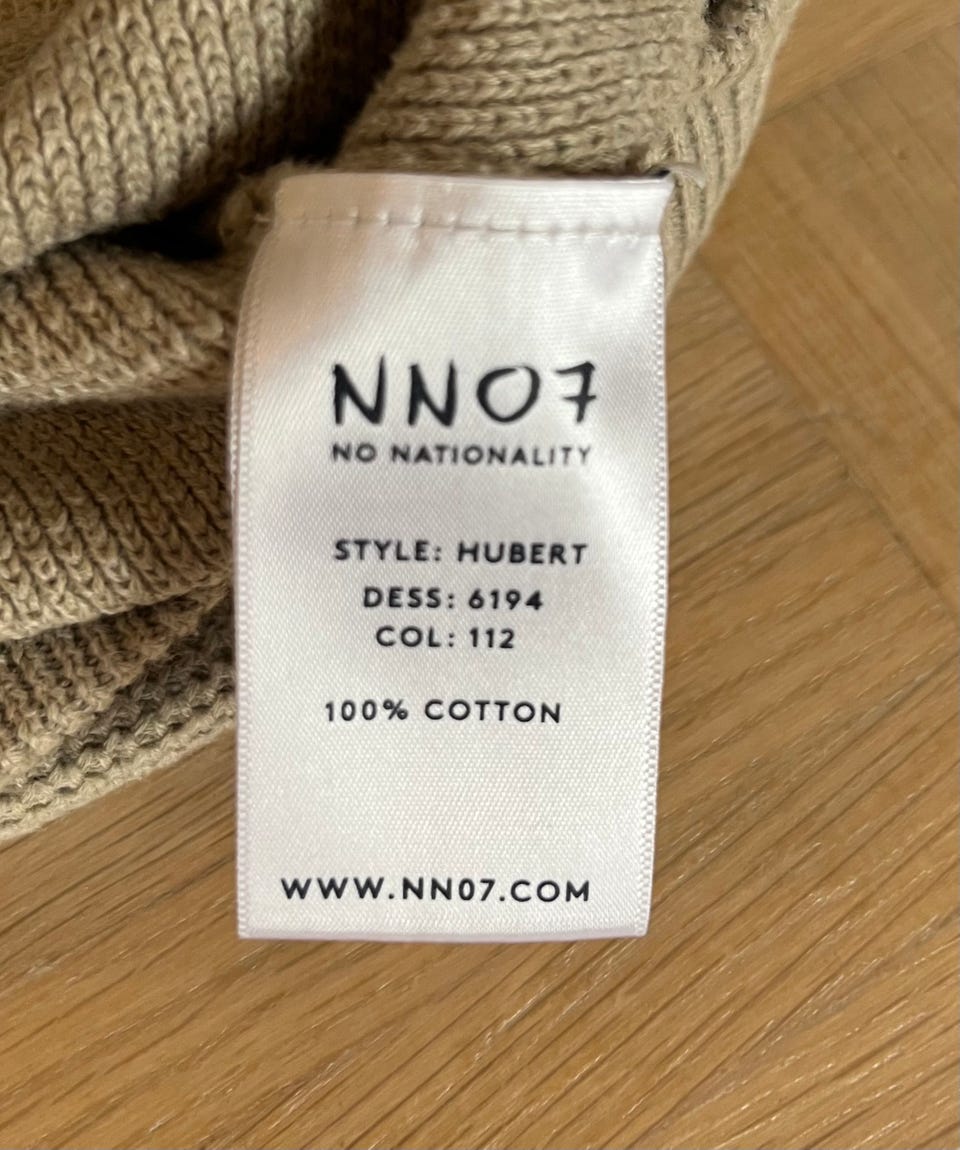 NN07
NO NATIONALITY
STYLE: HUBERT
DESS: 6194
COL: 112
100% COTTON
WWW.NN07.COM